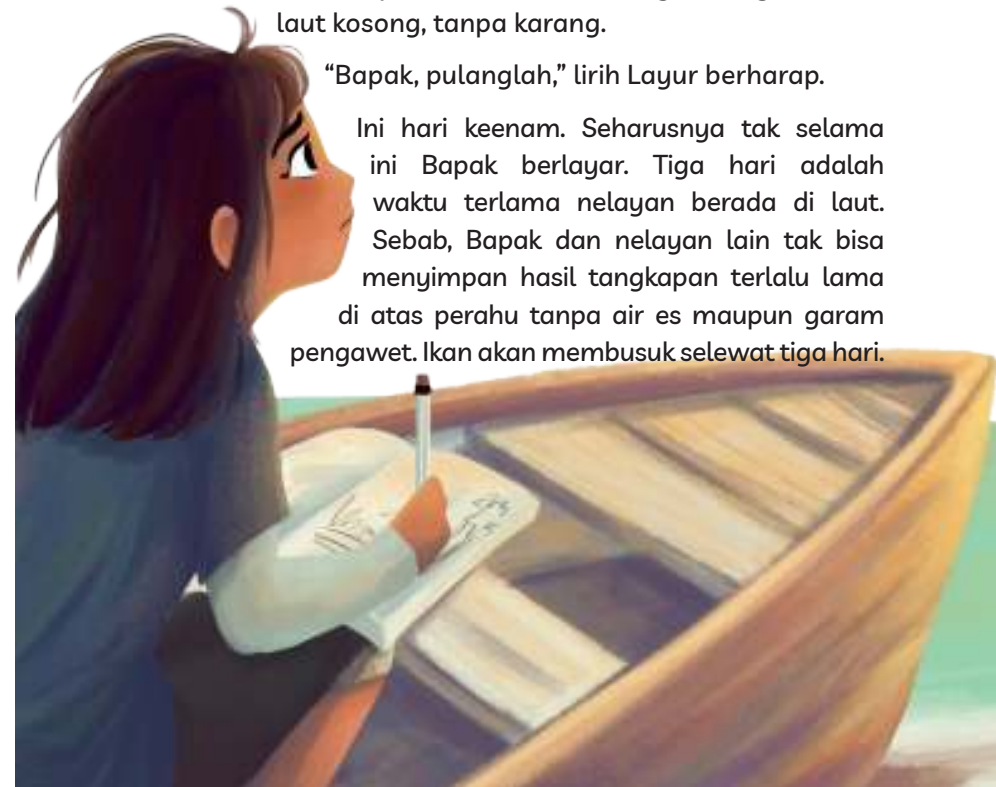 laut kosong, tanpa karang.
“Bapak, pulanglah,” lirih Layur berharap.
Ini hari keenam. Seharusnya tak selama
ini Bapak berlayar. Tiga hari adalah
waktu terlama nelayan berada di laut.
Sebab, Bapak dan nelayan lain tak bisa
menyimpan hasil tangkapan terlalu lama
di atas perahu tanpa air es maupun garam
pengawet. Ikan akan membusuk selewat tiga hari.